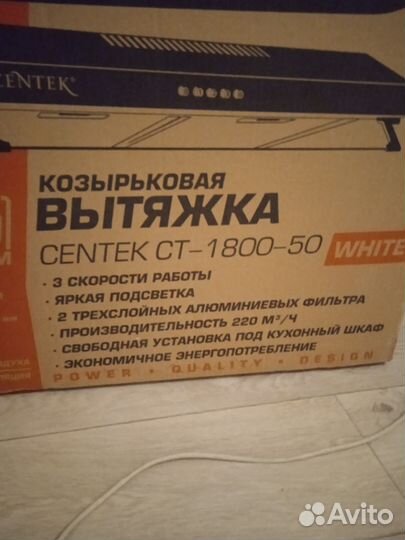 CENTEK®
КОЗЫРЬКОВАЯ
ВЫТЯЖКА
CENTEK CT-1800-50 WHITE
· 3 СКОРОСТИ РАБОТЫ
· ЯРКАЯ ПОДСВЕТКА
· 2 ТРЕХСЛОЙНЫХ АЛЮМИНИЕВЫХ ФИЛЬТРА
· ПРОИЗВОДИТЕЛЬНОСТЬ 220 М³/Ч
· СВОБОДНАЯ УСТАНОВКА ПОД КУХОННЫЙ ШКАФ
· ЭКОНОМИЧНОЕ ЭНЕРГОПОТРЕБЛЕНИЕ
POWER · QUALITY · DESIGN
Avito